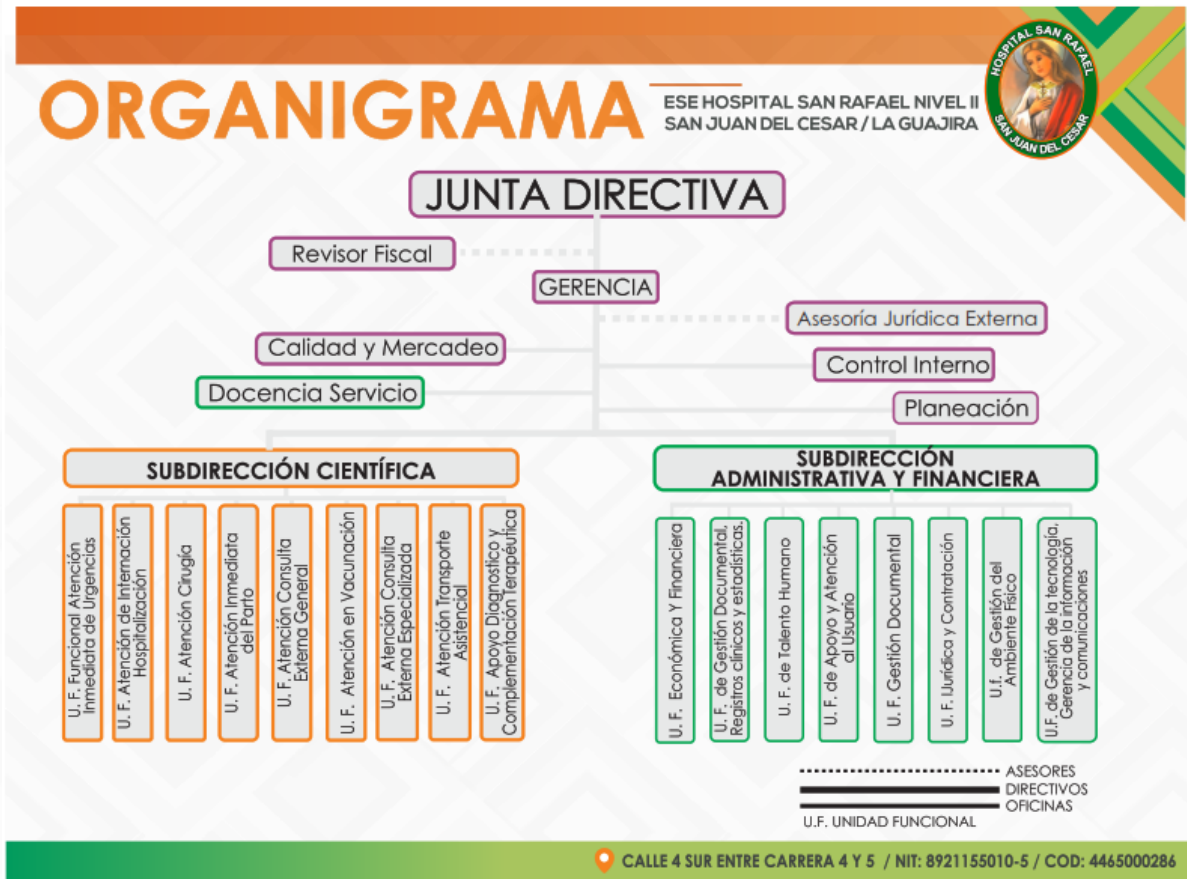 HOSPITAL SAN RAFAEL
SAN JUAN DEL CESAR
ORGANIGRAMA
ESE HOSPITAL SAN RAFAEL NIVEL II
SAN JUAN DEL CESAR / LA GUAJIRA
JUNTA DIRECTIVA
Revisor Fiscal
GERENCIA
Asesoría Jurídica Externa
Calidad y Mercadeo
Control Interno
Docencia Servicio
Planeación
SUBDIRECCIÓN CIENTÍFICA
U. F. Funcional Atención
Inmediata de Urgencias
U. F. Atención de Internación
Hospitalización
U. F. Atención Cirugía
U. F. Atención Inmediata
del Parto
U. F. Atención Consulta
Externa General
U. F. Atención en Vacunación
U. F. Atención Consulta
Externa Especializada
U. F. Atención Transporte
Asistencial
U. F. Apoyo Diagnostico y
Complementación Terapéutica
SUBDIRECCIÓN
ADMINISTRATIVA Y FINANCIERA
U. F. Económica Y Financiera
U. F. de Gestión Documental,
Registros clínicos y estadísticas.
U. F. de Talento Humano
U. F. de Apoyo y Atención
al Usuario
U. F. Gestión Documental
U. F. IJurídica y Contratación
U.f. de Gestión del
Ambiente Físico
U.F. de Gestión de la tecnología,
Gerencia de la información
y comunicaciones
ASESORES
DIRECTIVOS
OFICINAS
U.F. UNIDAD FUNCIONAL
CALLE 4 SUR ENTRE CARRERA 4 Y 5 / NIT: 8921155010-5 / COD: 4465000286